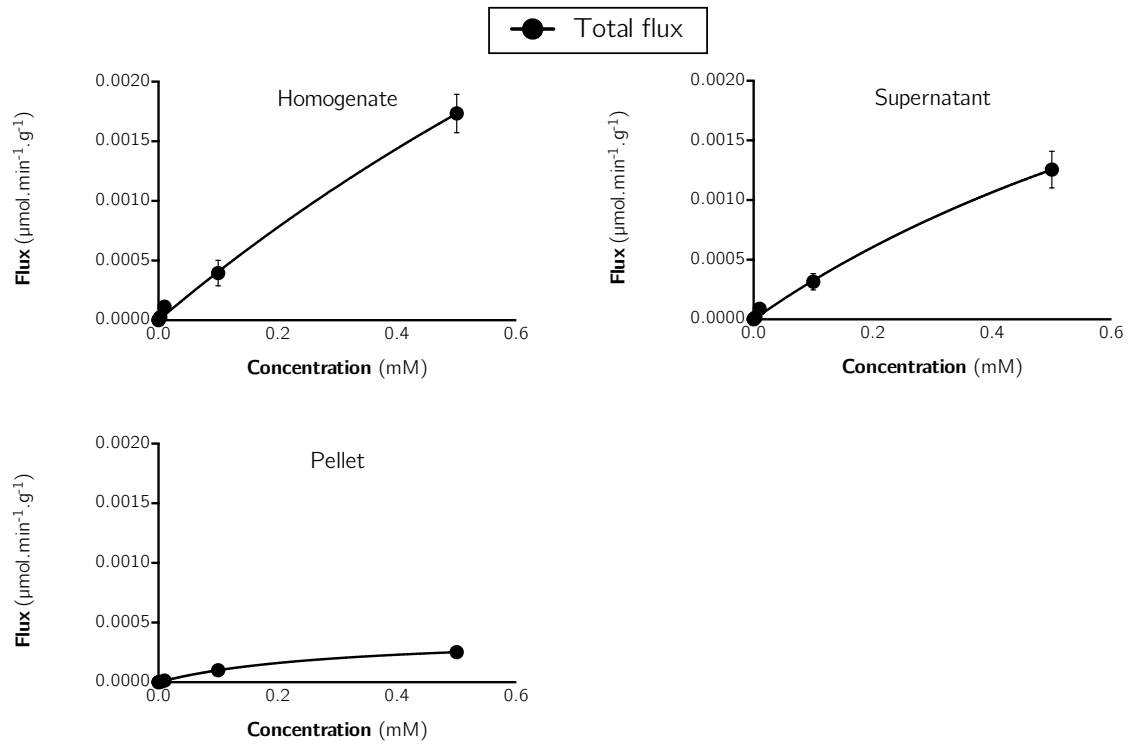 Total flux
Homogenate
Flux (µmol.min-1.g-1)
0.0020
0.0015
0.0010
0.0005
0.0000
0.0 0.2 0.4 0.6
Concentration (mM)
Supernatant
Flux (µmol.min-1.g-1)
0.0020
0.0015
0.0010
0.0005
0.0000
0.0 0.2 0.4 0.6
Concentration (mM)
Pellet
Flux (µmol.min-1.g-1)
0.0020
0.0015
0.0010
0.0005
0.0000
0.0 0.2 0.4 0.6
Concentration (mM)